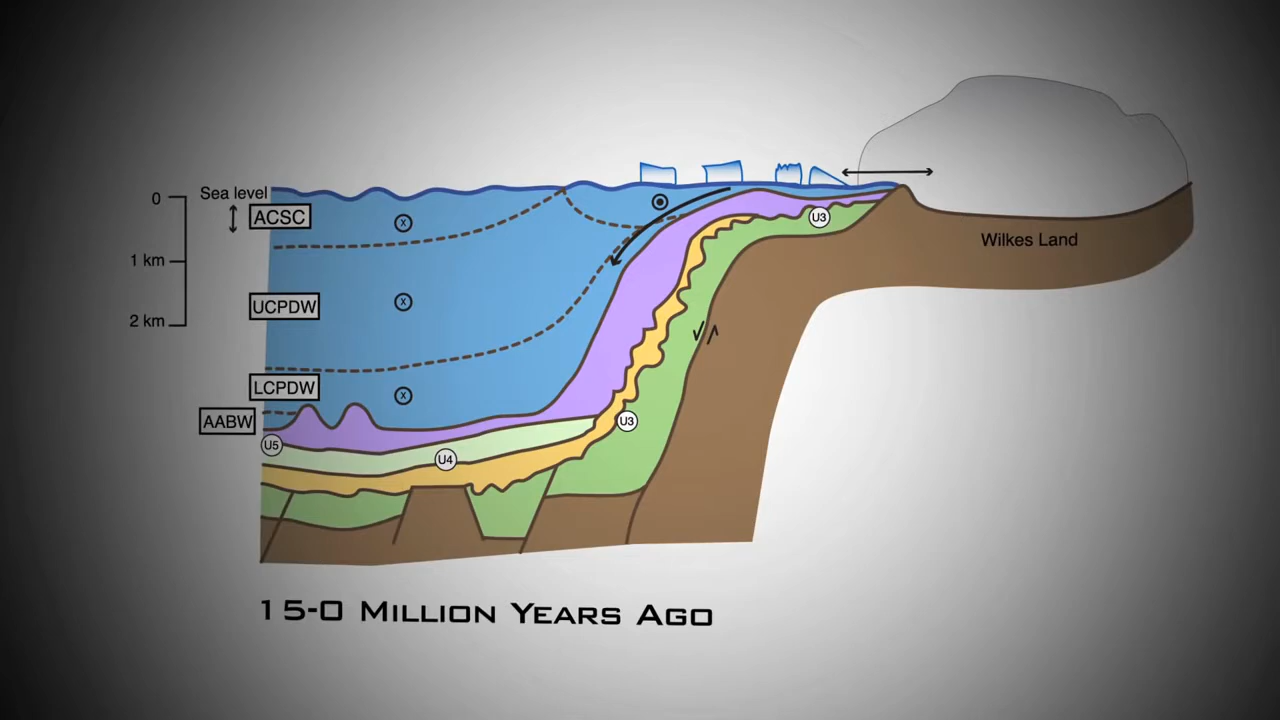 0
Sea level
ACSC
X
U3
Wilkes Land
1 km
UCPDW
X
2 km
LCPDW
X
AABW
U3
U5
U4
15-0 Million Years Ago